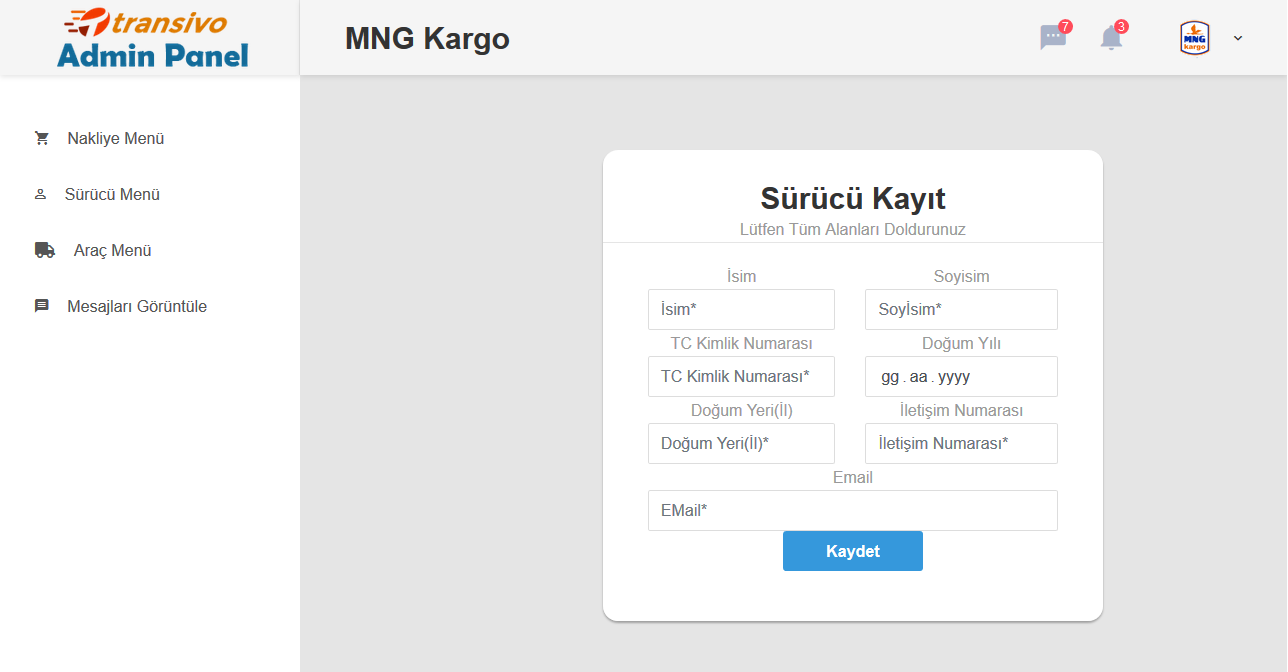 transivo
Admin Panel
MNG Kargo
7
3
MNG
kargo
Nakliye Menü
Sürücü Menü
Araç Menü
Mesajları Görüntüle
Sürücü Kayıt
Lütfen Tüm Alanları Doldurunuz
İsim
Soyisim
İsim*
Soyİsim*
TC Kimlik Numarası
Doğum Yılı
TC Kimlik Numarası*
gg.aa.yyyy
Doğum Yeri(İl)
İletişim Numarası
Doğum Yeri(İl)*
İletişim Numarası*
Email
EMail*
Kaydet